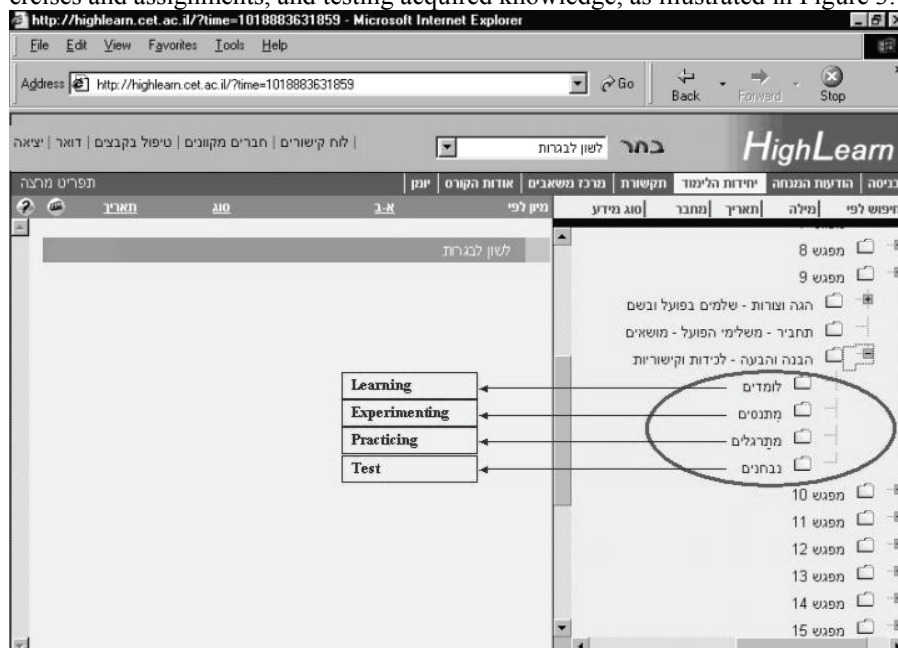 ercises and assignments, and testing acquired knowledge, as illustrated in Figure 3.
http://highlearn.cet.ac.il/?time=1018883631859 - Microsoft Internet Explorer
File Edit View Favorites Tools Help
Address http://highlearn.cet.ac.il/?time=1018883631859 Go Back Forward Stop
HighLearn בחר לשון לבגרות | לוח קישורים | חברים מקוונים | טיפול בקבצים | דואר | יציאה
כניסה | הודעות המנחה | יחידות הלימוד | תקשורת | מרכז משאבים | אודות הקורס | יומן תפריט מרצה
חיפוש לפי | מילה | תאריך | מחבר | סוג מידע מיון לפי א-ב סוג תאריך
לשון לבגרות
מפגש 8
מפגש 9
הגה וצורות - שלמים בפועל ובשם
תחביר - משלימי הפועל - מושאים
הבנה והבעה - לכידות וקישוריות
לומדים Learning
מְתנסים Experimenting
מתַרגלים Practicing
נבחנים Test
מפגש 10
מפגש 11
מפגש 12
מפגש 13
מפגש 14
מפגש 15